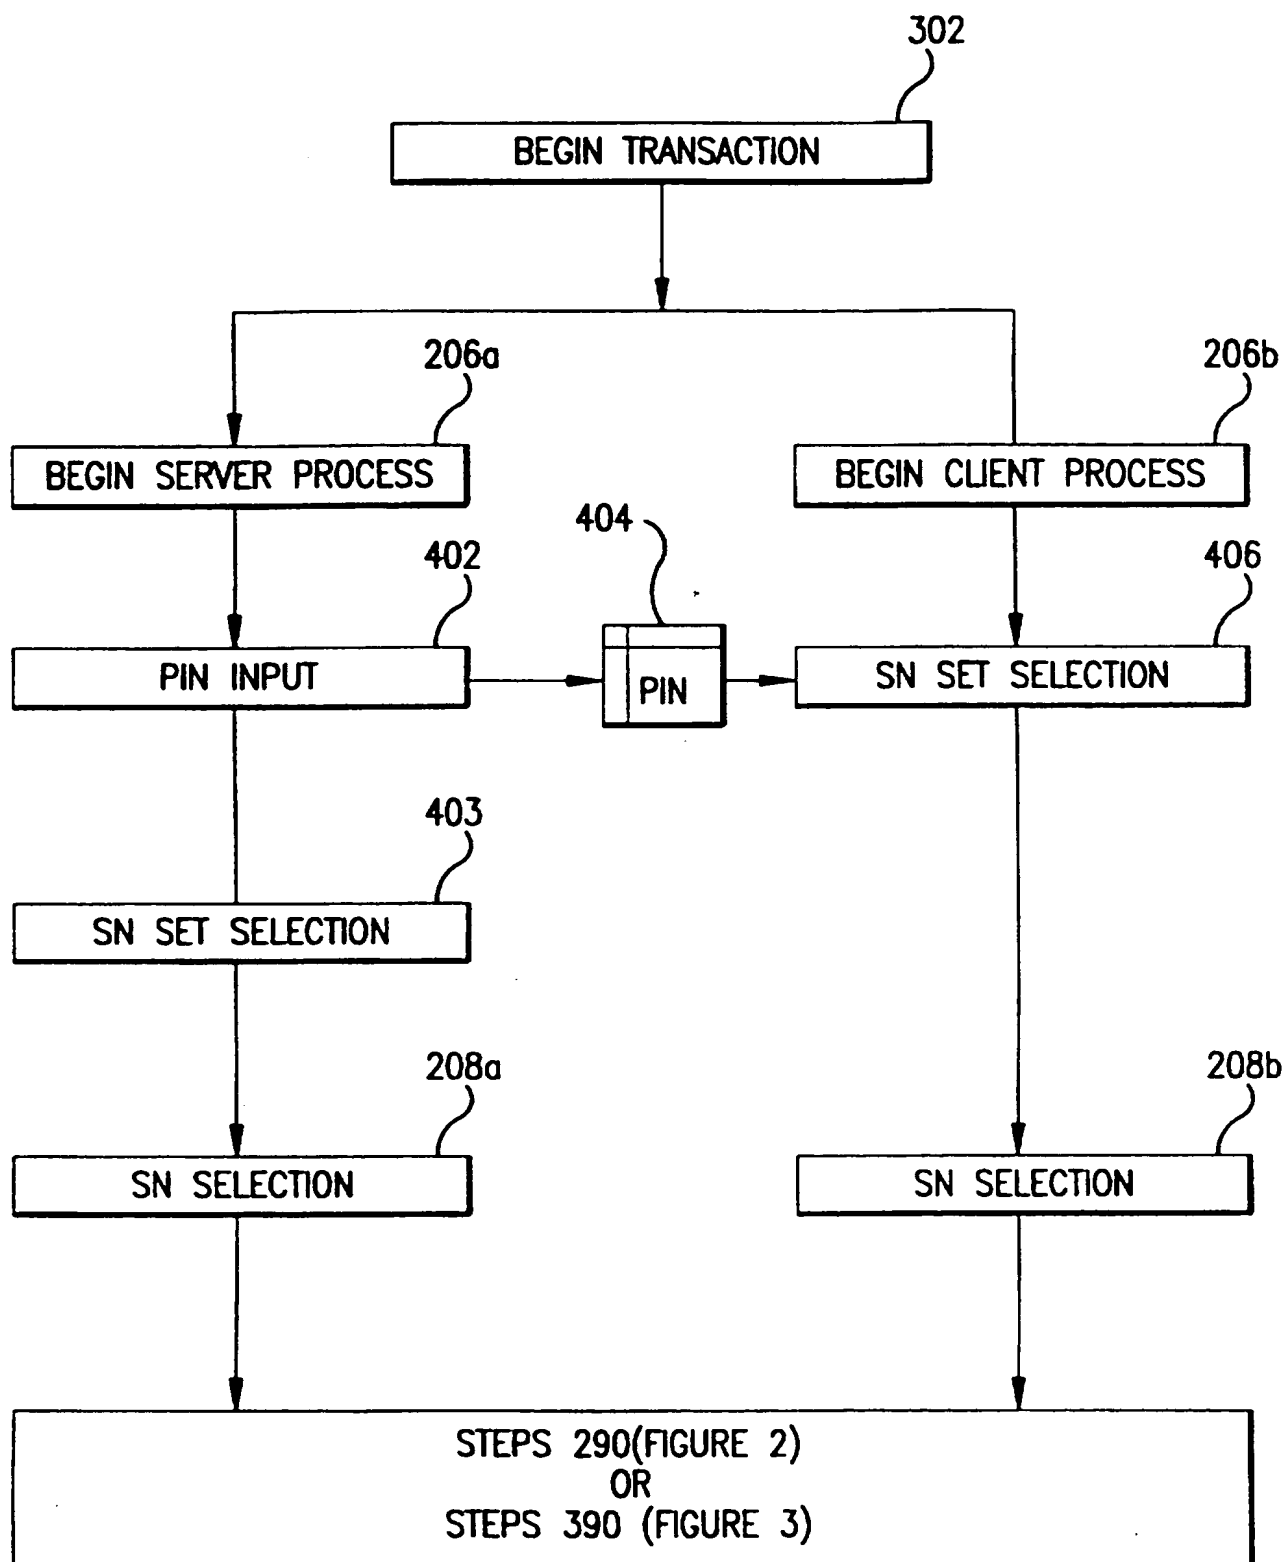 302
BEGIN TRANSACTION
206a
206b
BEGIN SERVER PROCESS
BEGIN CLIENT PROCESS
404
402
406
PIN INPUT
PIN
SN SET SELECTION
403
SN SET SELECTION
208a
208b
SN SELECTION
SN SELECTION
STEPS 290(FIGURE 2)
OR
STEPS 390 (FIGURE 3)